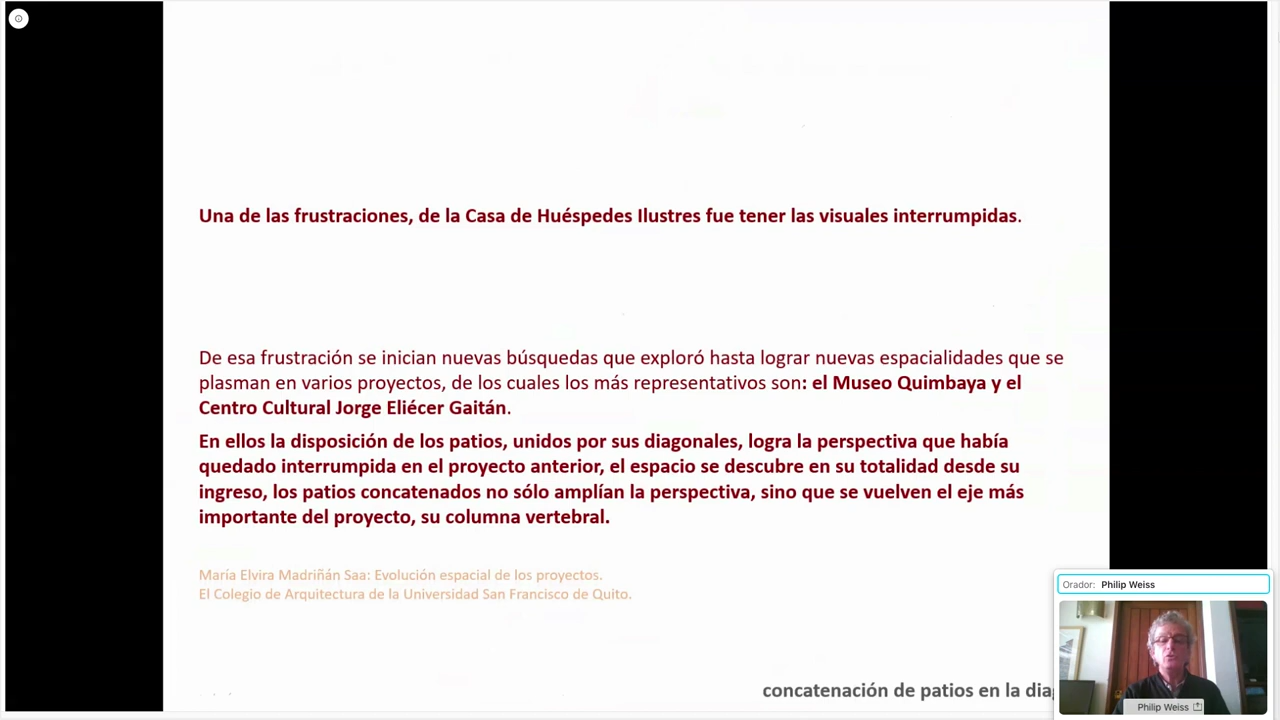 Una de las frustraciones, de la Casa de Huéspedes Ilustres fue tener las visuales interrumpidas.
De esa frustración se inician nuevas búsquedas que exploró hasta lograr nuevas espacialidades que se
plasman en varios proyectos, de los cuales los más representativos son: el Museo Quimbaya y el
Centro Cultural Jorge Eliécer Gaitán.
En ellos la disposición de los patios, unidos por sus diagonales, logra la perspectiva que había
quedado interrumpida en el proyecto anterior, el espacio se descubre en su totalidad desde su
ingreso, los patios concatenados no sólo amplían la perspectiva, sino que se vuelven el eje más
importante del proyecto, su columna vertebral.
María Elvira Madriñán Saa: Evolución espacial de los proyectos.
El Colegio de Arquitectura de la Universidad San Francisco de Quito.
concatenación de patios en la diag
Orador: Philip Weiss
Philip Weiss